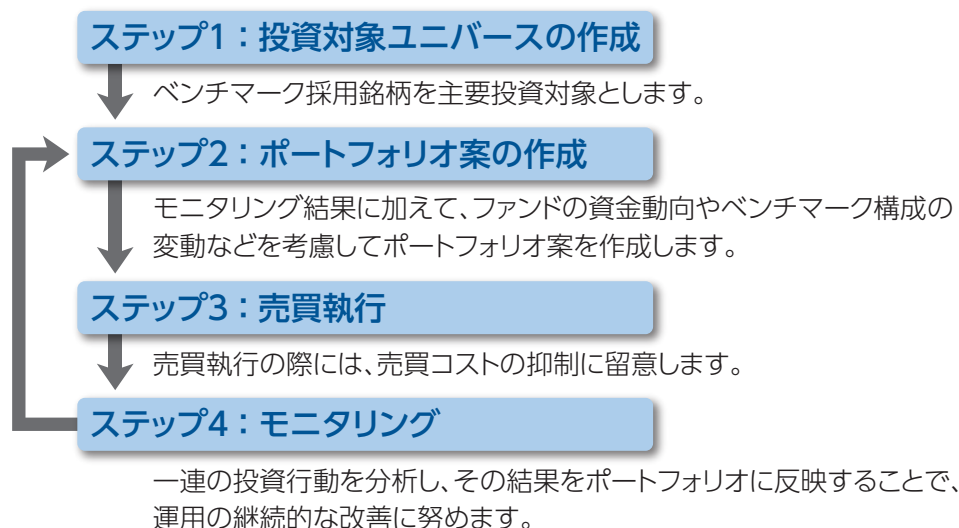 ステップ1：投資対象ユニバースの作成
ベンチマーク採用銘柄を主要投資対象とします。
ステップ2：ポートフォリオ案の作成
モニタリング結果に加えて、ファンドの資金動向やベンチマーク構成の
変動などを考慮してポートフォリオ案を作成します。
ステップ3：売買執行
売買執行の際には、売買コストの抑制に留意します。
ステップ4：モニタリング
一連の投資行動を分析し、その結果をポートフォリオに反映することで、
運用の継続的な改善に努めます。